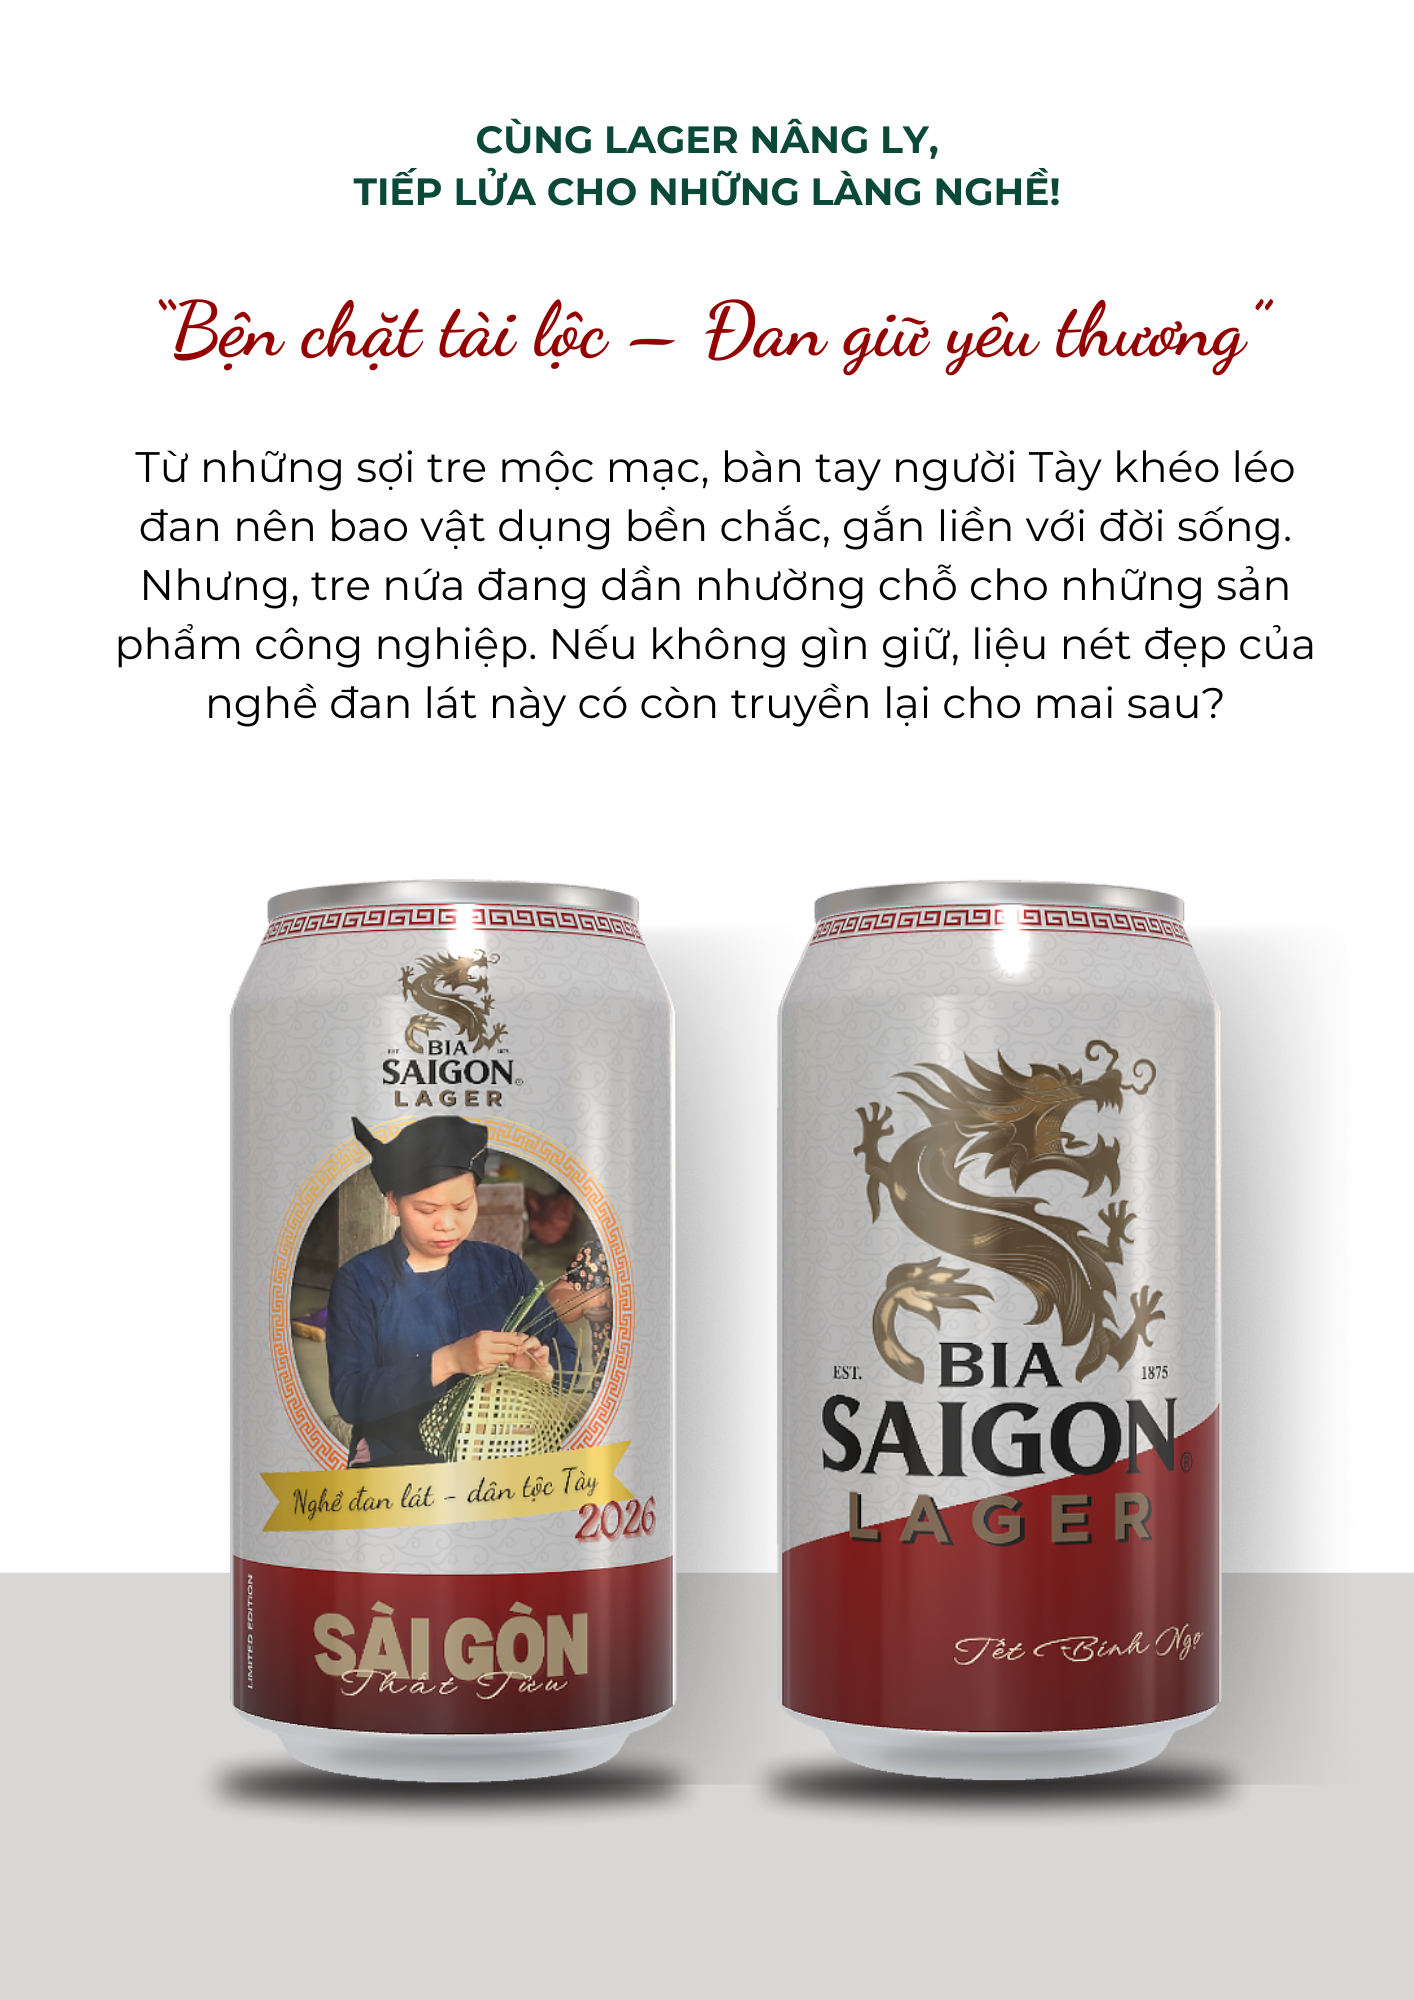 CÙNG LAGER NÂNG LY,
TIẾP LỬA CHO NHỮNG LÀNG NGHỀ!
“Bện chặt tài lộc – Đan giữ yêu thương”
Từ những sợi tre mộc mạc, bàn tay người Tày khéo léo
đan nên bao vật dụng bền chắc, gắn liền với đời sống.
Nhưng, tre nứa đang dần nhường chỗ cho những sản
phẩm công nghiệp. Nếu không gìn giữ, liệu nét đẹp của
nghề đan lát này có còn truyền lại cho mai sau?
EST. BIA 1875
SAIGON®
LAGER
Nghề đan lát - dân tộc Tày
2026
LIMITED EDITION
SÀI GÒN
Thất Tửu
EST. BIA 1875
SAIGON®
LAGER
Tết Bính Ngọ